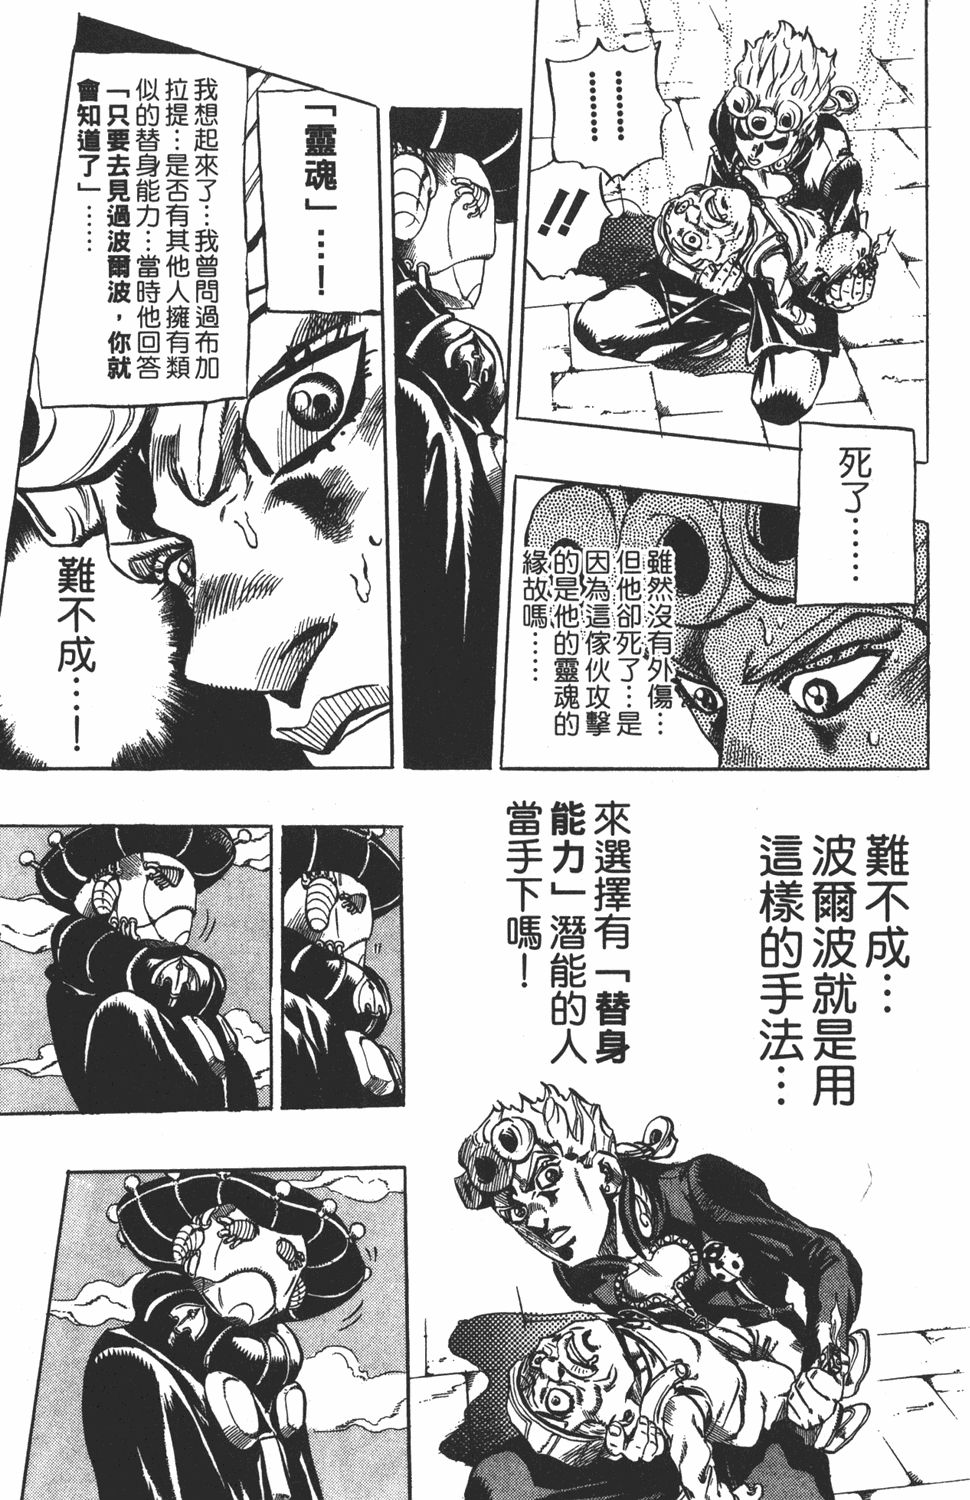 ………
……
!!
死了……
雖然沒有外傷…
但他卻死了…是
因為這傢伙攻擊
的是他的靈魂的
緣故嗎……
「靈魂」…!
我想起來了…我曾問過布加
拉提…是否有其他人擁有類
似的替身能力…當時他回答
「只要去見過波爾波，你就
會知道了」……
難不成…!
難不成…
波爾波就是用
這樣的手法…
來選擇有「替身
能力」潛能的人
當手下嗎!